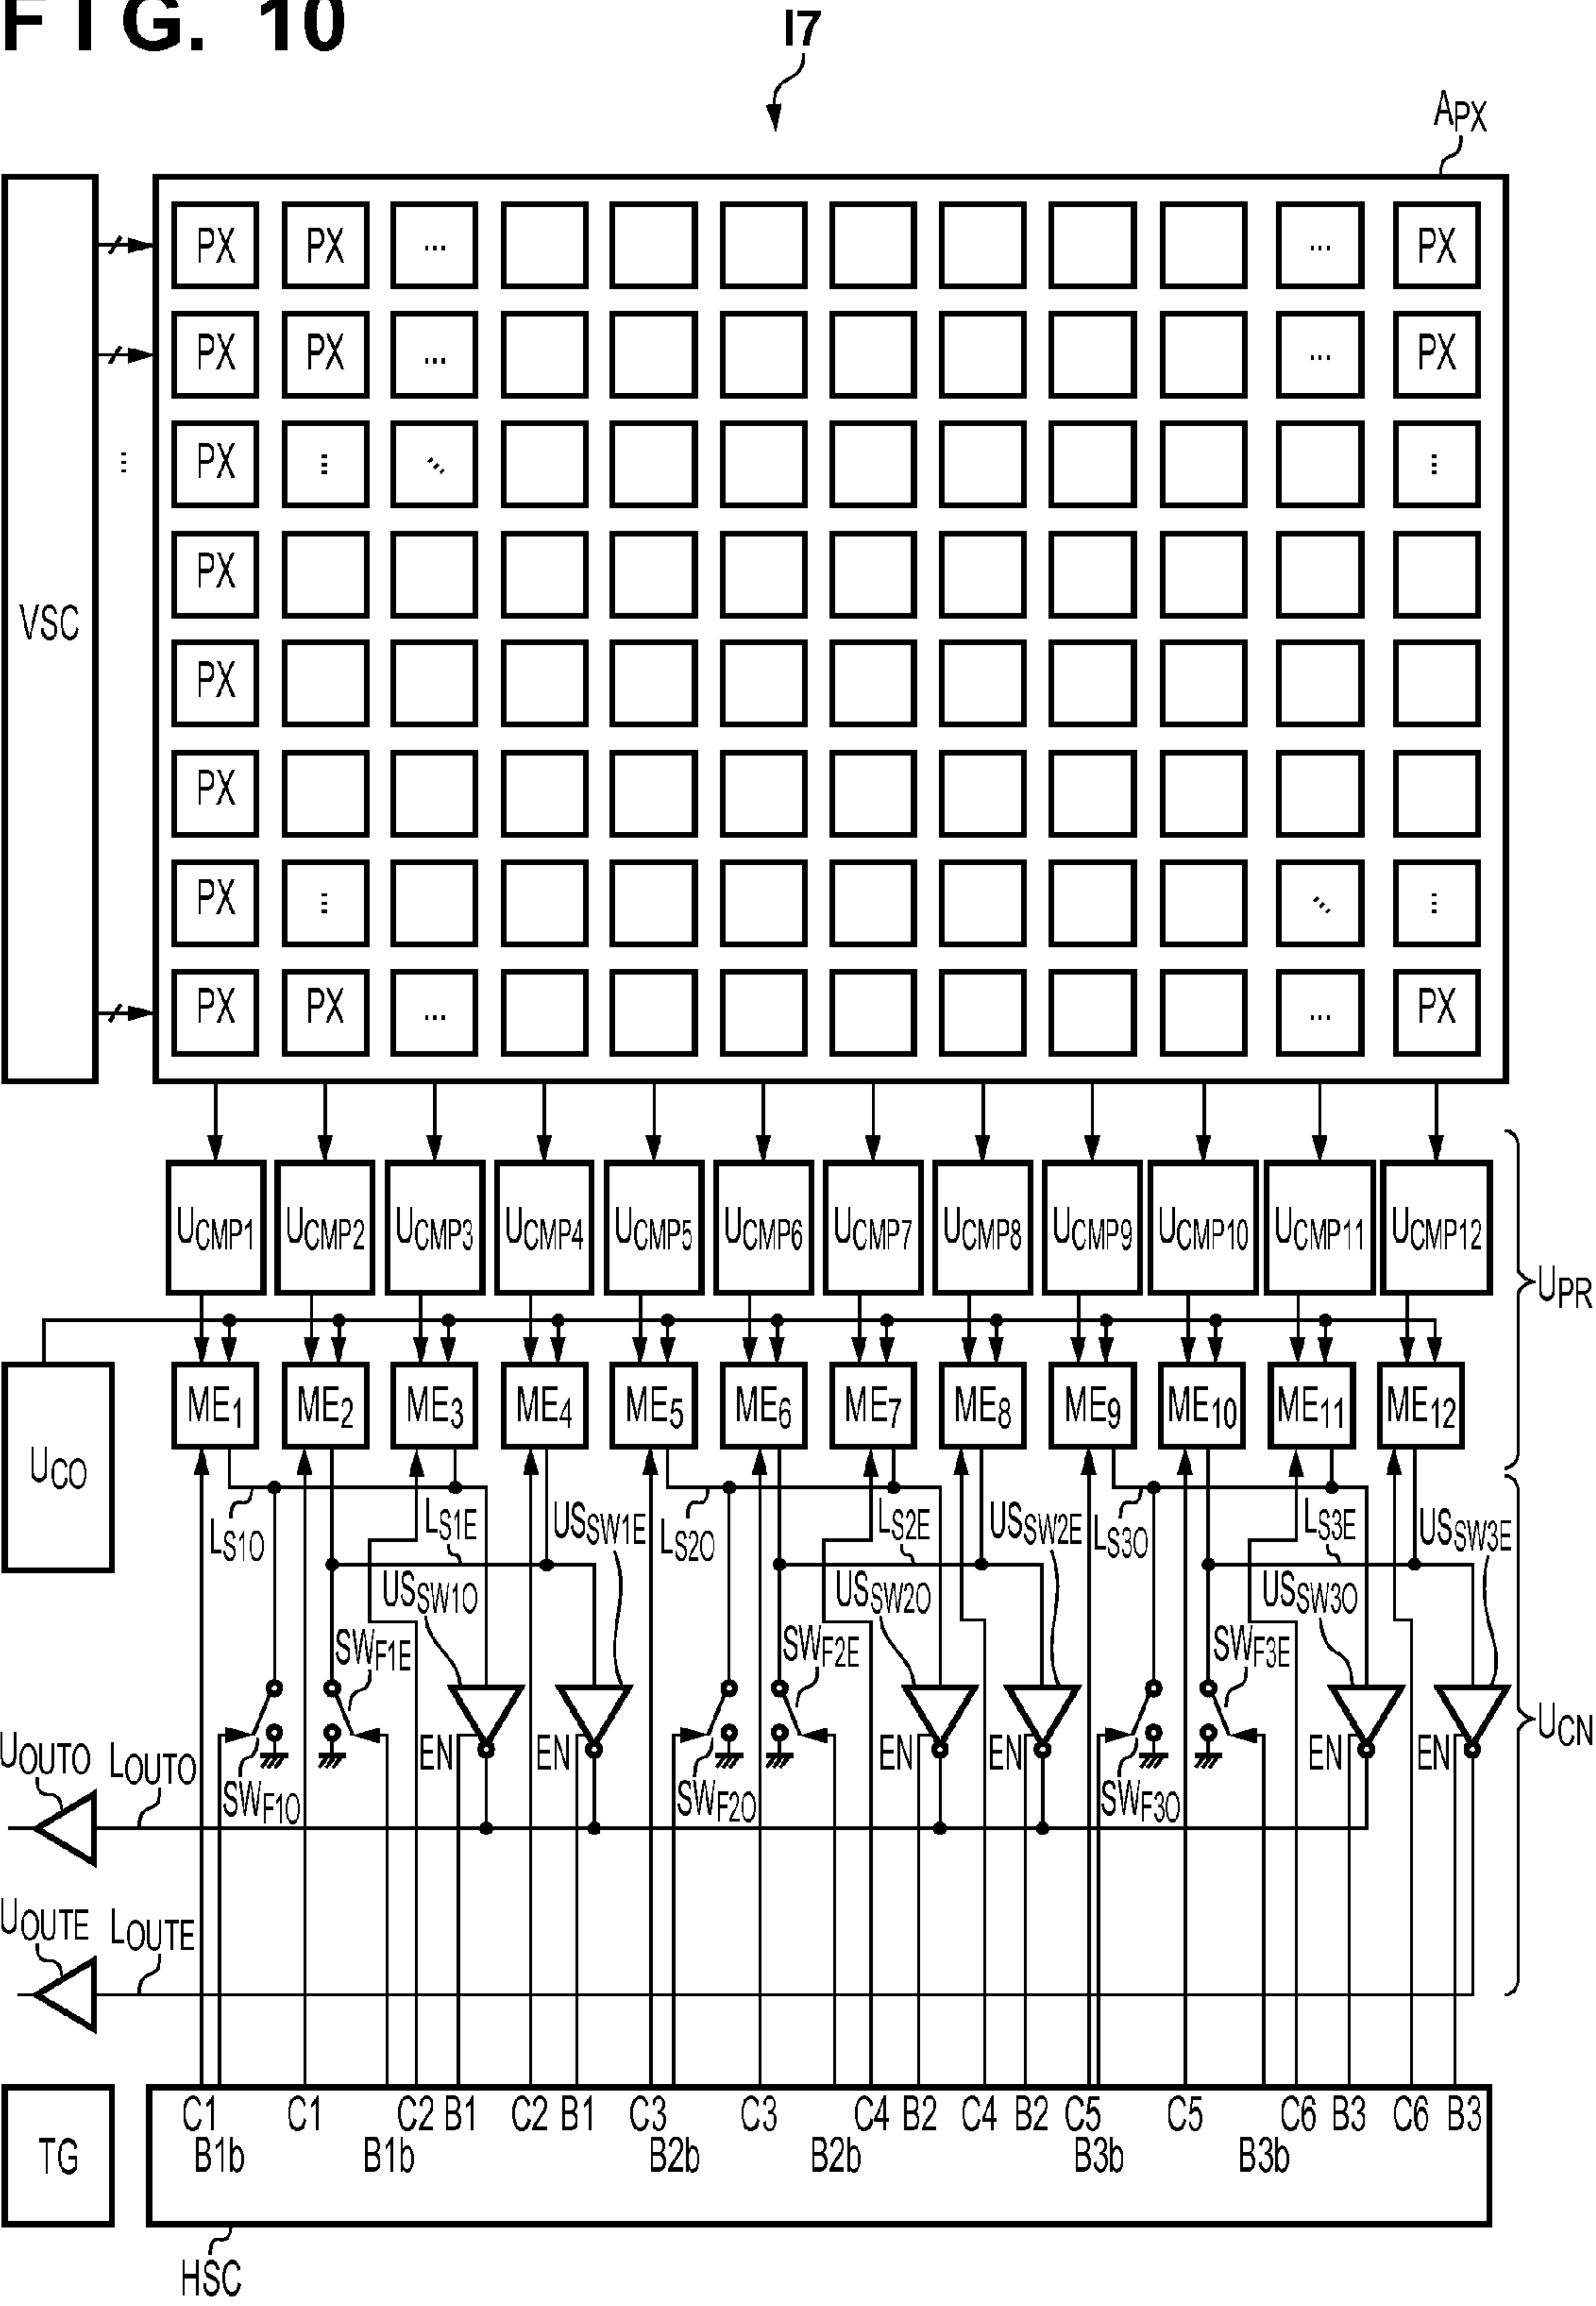 FIG. 10
I7
APX
VSC
PX PX ... ... PX
PX PX ... ... PX
⋮ PX ⋮ ⋱ ⋮
PX
PX
PX
PX ⋮ ⋱ ⋮
PX PX ... ... PX
UCMP1 UCMP2 UCMP3 UCMP4 UCMP5 UCMP6 UCMP7 UCMP8 UCMP9 UCMP10 UCMP11 UCMP12
UPR
ME1 ME2 ME3 ME4 ME5 ME6 ME7 ME8 ME9 ME10 ME11 ME12
UCO
LS1O LS1E USSW1E LS2O LS2E USSW2E LS3O LS3E USSW3E
USSW1O USSW2O USSW3O
SWF1E SWF2E SWF3E
UCN
UOUTO LOUTO EN EN EN EN EN EN
SWF1O SWF2O SWF3O
UOUTE LOUTE
C1 C1 C2 B1 C2 B1 C3 C3 C4 B2 C4 B2 C5 C5 C6 B3 C6 B3
B1b B1b B2b B2b B3b B3b
TG
HSC